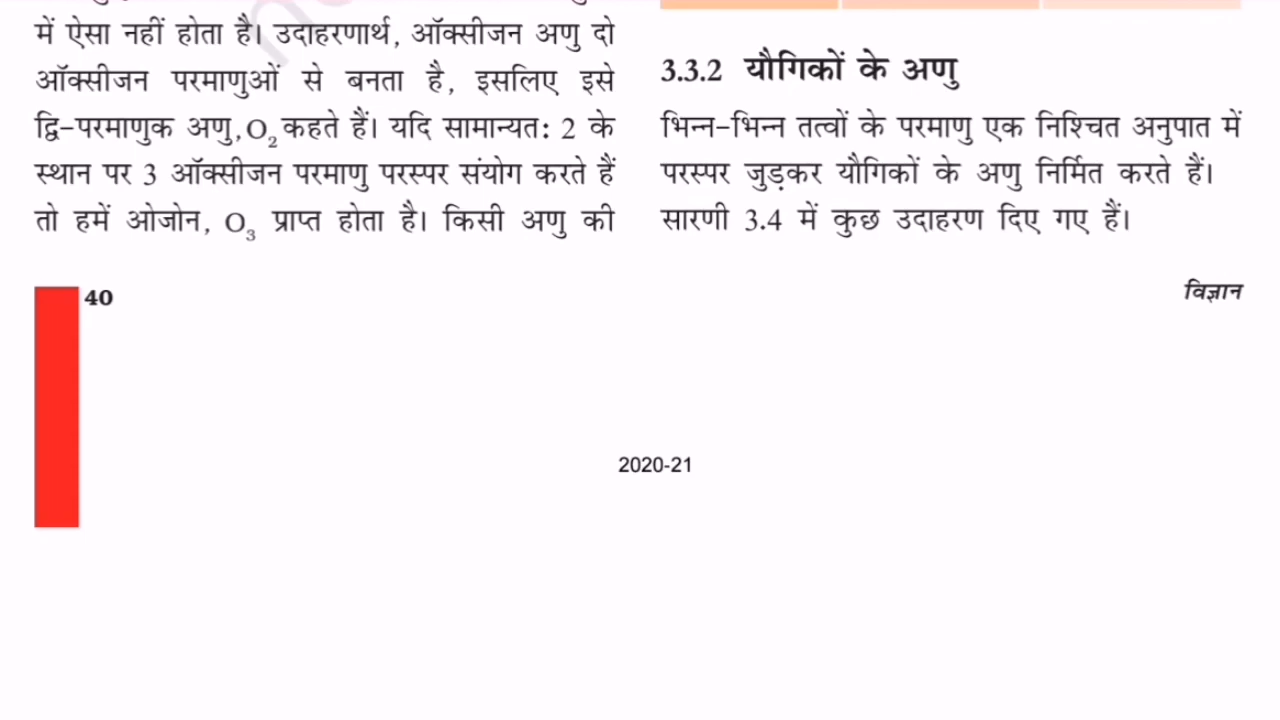 में ऐसा नहीं होता है। उदाहरणार्थ, ऑक्सीजन अणु दो
ऑक्सीजन परमाणुओं से बनता है, इसलिए इसे
द्वि-परमाणुक अणु, O₂ कहते हैं। यदि सामान्यत: 2 के
स्थान पर 3 ऑक्सीजन परमाणु परस्पर संयोग करते हैं
तो हमें ओजोन, O₃ प्राप्त होता है। किसी अणु की
3.3.2 यौगिकों के अणु
भिन्न-भिन्न तत्वों के परमाणु एक निश्चित अनुपात में
परस्पर जुड़कर यौगिकों के अणु निर्मित करते हैं।
सारणी 3.4 में कुछ उदाहरण दिए गए हैं।
40
विज्ञान
2020-21